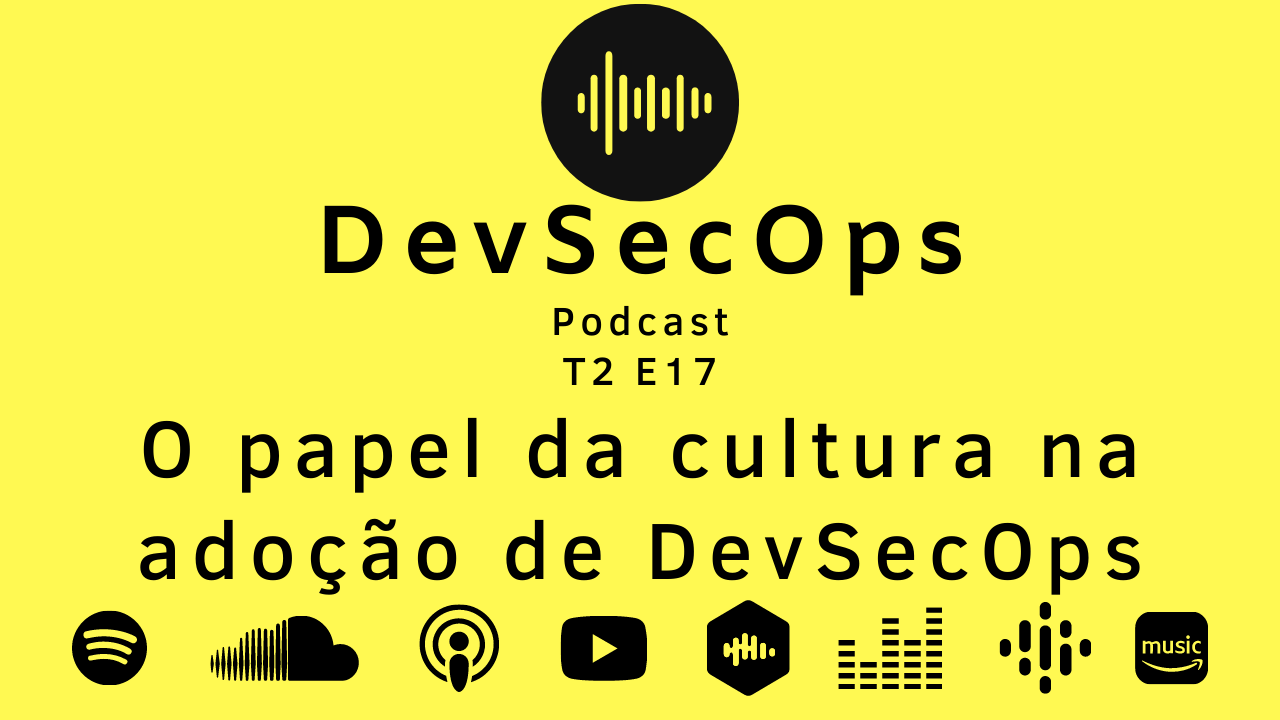 DevSecOps
Podcast
T2 E17
O papel da cultura na
adoção de DevSecOps
music